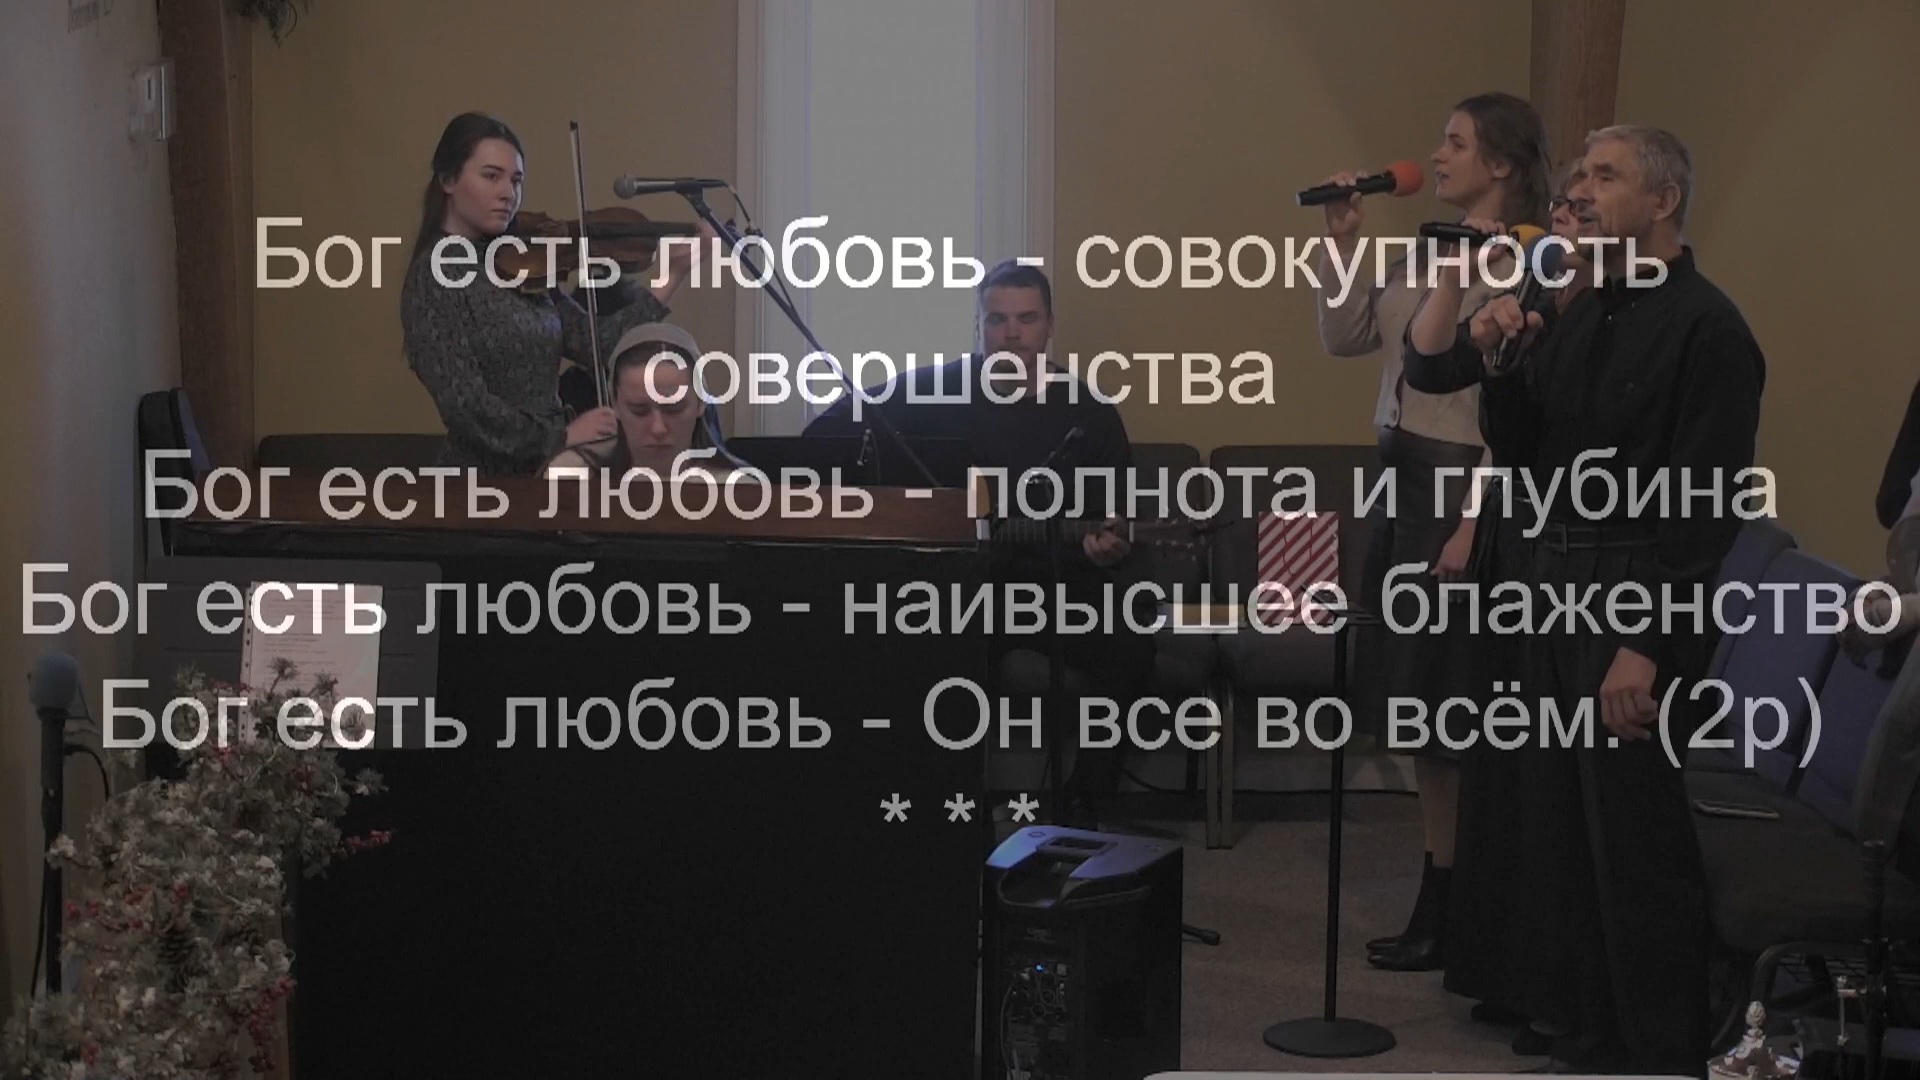 Бог есть любовь - совокупность
совершенства
Бог есть любовь - полнота и глубина
Бог есть любовь - наивысшее блаженство
Бог есть любовь - Он все во всём. (2р)
* * *